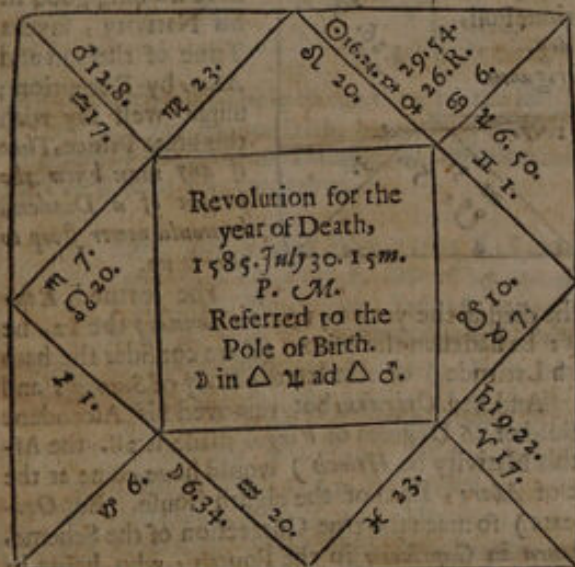 ♂12.8.
♎17.
♍ 23.
☉16.24.
♌ 20.
29.54.
26.R.
♋ 6.
♃6.50.
♊ 1.
Revolution for the
year of Death,
1585. July 30. 15m.
P. M.
Referred to the
Pole of Birth.
☽ in △ ♃ ad △ ♂.
♏ 7.
☊20.
♐ 1.
☋10.
♉ 7.
♄19.22.
♈ 17.
♑ 6.
☽6.34.
♒ 20.
♓ 23.